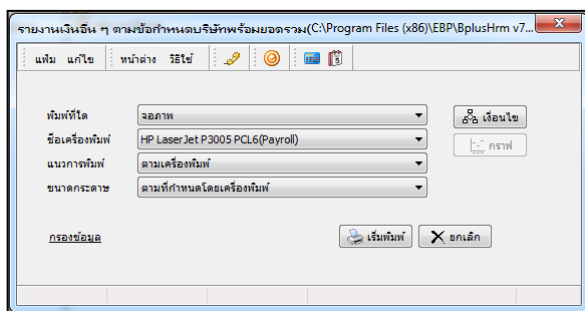 รายงานเงินอื่น ๆ ตามข้อกำหนดบริษัทพร้อมยอดรวม(C:\Program Files (x86)\EBP\BplusHrm v7...
แฟ้ม แก้ไข หน้าต่าง วิธีใช้
พิมพ์ที่ใด จอภาพ เงื่อนไข
ชื่อเครื่องพิมพ์ HP LaserJet P3005 PCL6(Payroll) กราฟ
แนวการพิมพ์ ตามเครื่องพิมพ์
ขนาดกระดาษ ตามที่กำหนดโดยเครื่องพิมพ์
กรองข้อมูล เริ่มพิมพ์ ยกเลิก